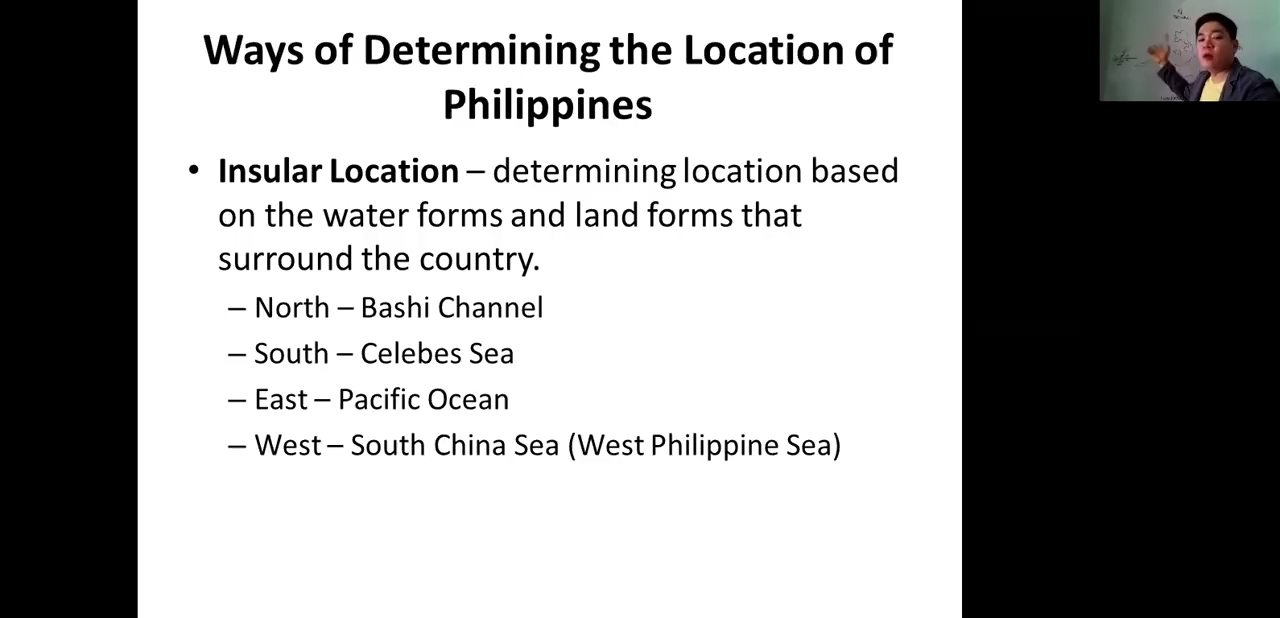 Ways of Determining the Location of
Philippines
• Insular Location – determining location based
on the water forms and land forms that
surround the country.
– North – Bashi Channel
– South – Celebes Sea
– East – Pacific Ocean
– West – South China Sea (West Philippine Sea)